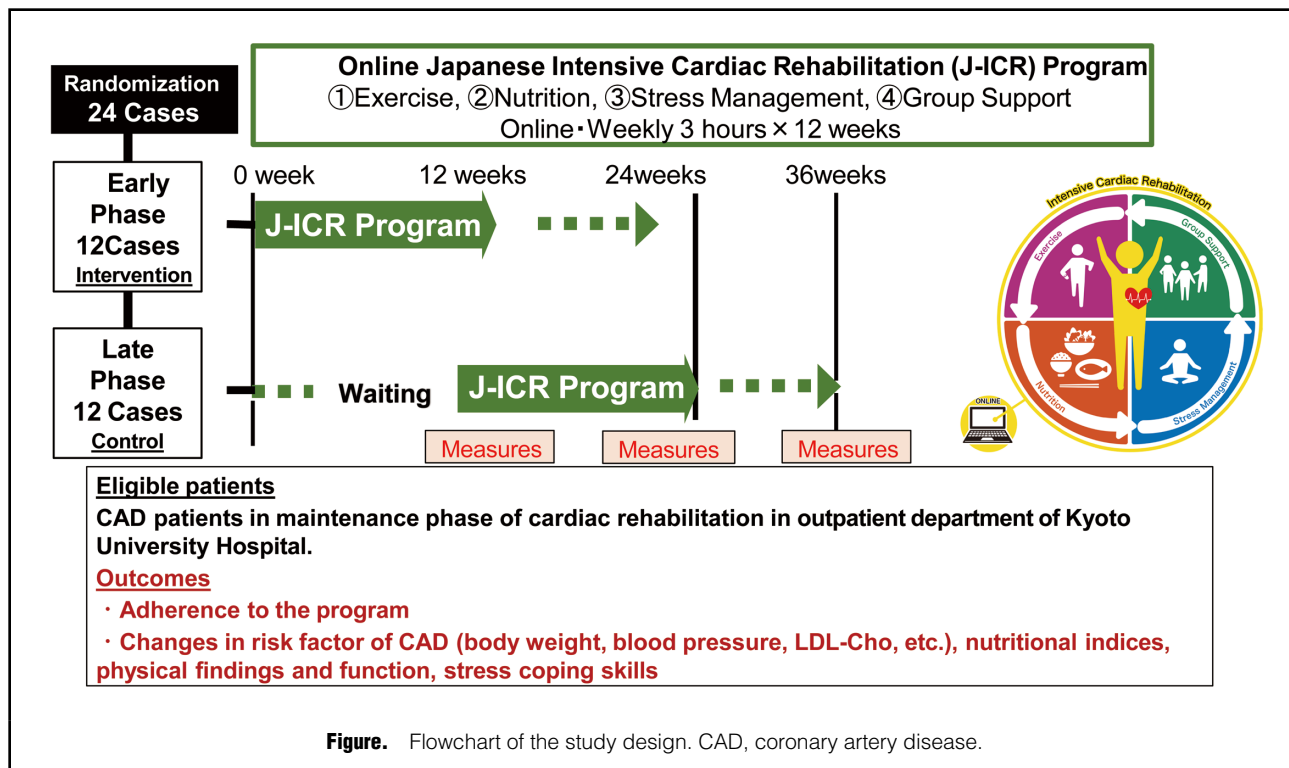 Randomization
24 Cases
Online Japanese Intensive Cardiac Rehabilitation (J-ICR) Program
①Exercise, ②Nutrition, ③Stress Management, ④Group Support
Online・Weekly 3 hours × 12 weeks
Early
Phase
12Cases
Intervention
0 week
12 weeks
24weeks
36weeks
J-ICR Program
Late
Phase
12 Cases
Control
Waiting
J-ICR Program
Measures
Measures
Measures
Intensive Cardiac Rehabilitation
Exercise
Group Support
Nutrition
Stress Management
ONLINE
Eligible patients
CAD patients in maintenance phase of cardiac rehabilitation in outpatient department of Kyoto
University Hospital.
Outcomes
・Adherence to the program
・Changes in risk factor of CAD (body weight, blood pressure, LDL-Cho, etc.), nutritional indices,
physical findings and function, stress coping skills
Figure. Flowchart of the study design. CAD, coronary artery disease.